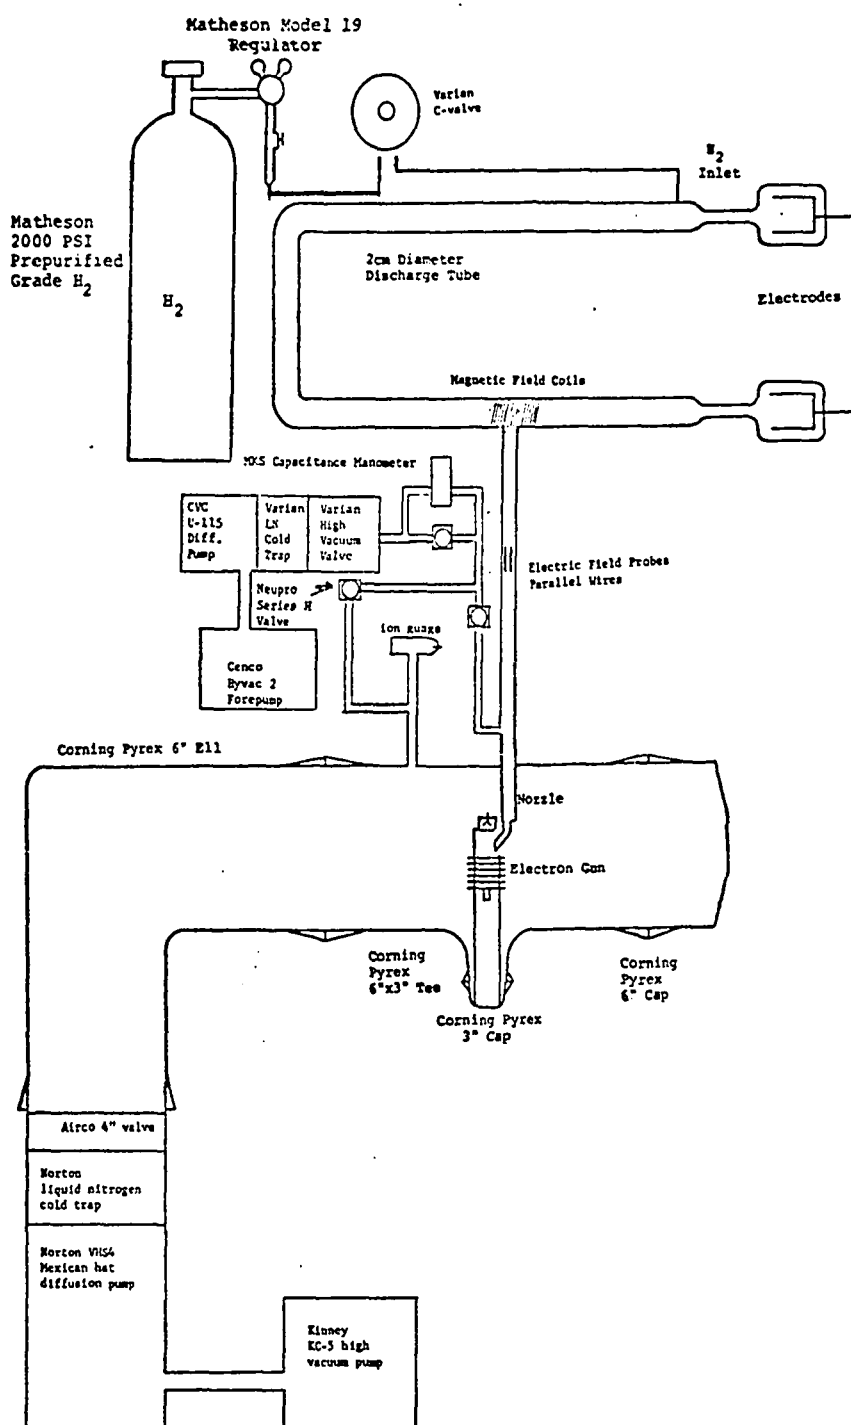 Matheson Model 19
Regulator
Varian
C-valve
H2
Inlet
Matheson
2000 PSI
Prepurified
Grade H2
H2
2cm Diameter
Discharge Tube
Electrodes
Magnetic Field Coils
MKS Capacitance Manometer
CVC
U-115
Diff.
Pump
Varian
LN
Cold
Trap
Varian
High
Vacuum
Valve
Electric Field Probes
Parallel Wires
Neupro
Series H
Valve
ion guage
Cenco
Hyvac 2
Forepump
Corning Pyrex 6" Ell
Nozzle
Electron Gun
Corning
Pyrex
6"x3" Tee
Corning
Pyrex
6" Cap
Corning Pyrex
3" Cap
Airco 4" valve
Norton
liquid nitrogen
cold trap
Norton VHS4
Mexican hat
diffusion pump
Kinney
KC-5 high
vacuum pump